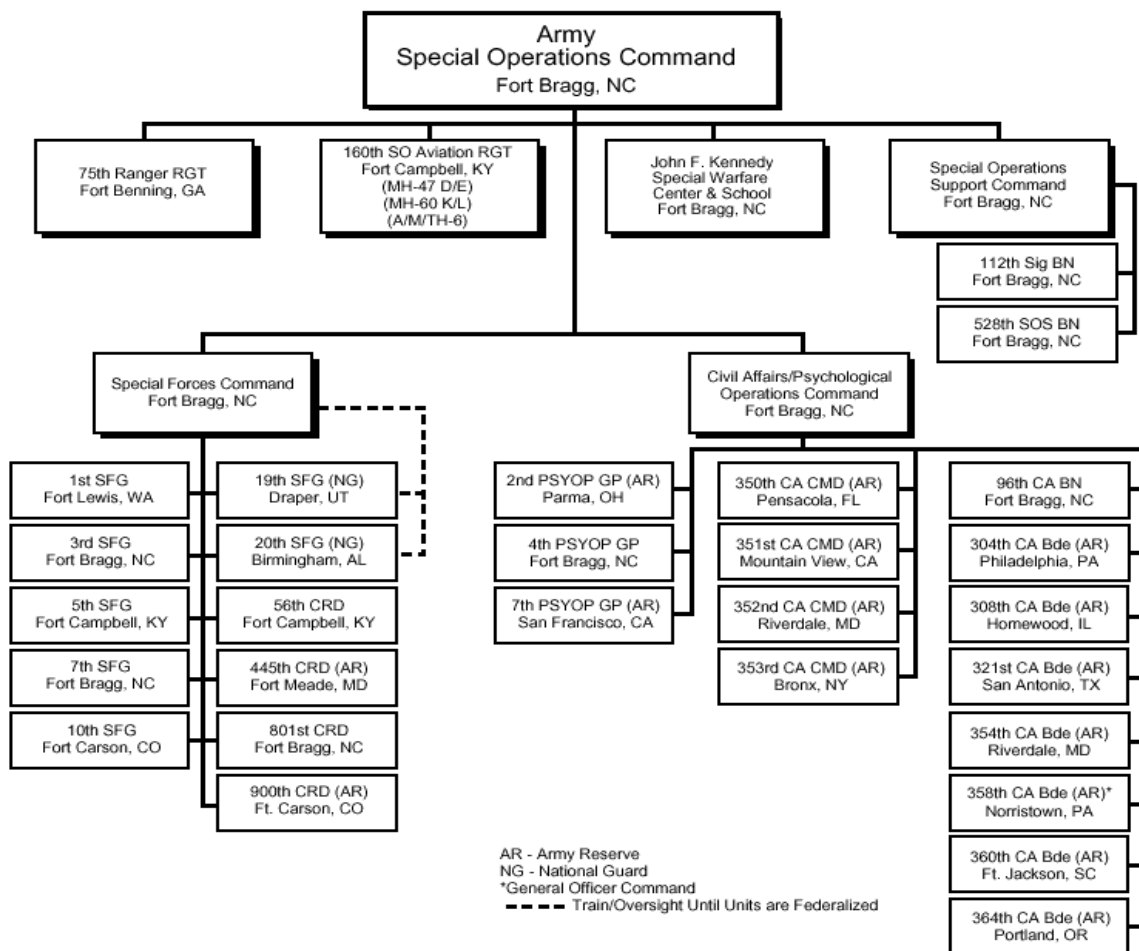 Army
Special Operations Command
Fort Bragg, NC
75th Ranger RGT
Fort Benning, GA
160th SO Aviation RGT
Fort Campbell, KY
(MH-47 D/E)
(MH-60 K/L)
(A/M/TH-6)
John F. Kennedy
Special Warfare
Center & School
Fort Bragg, NC
Special Operations
Support Command
Fort Bragg, NC
112th Sig BN
Fort Bragg, NC
528th SOS BN
Fort Bragg, NC
Special Forces Command
Fort Bragg, NC
Civil Affairs/Psychological
Operations Command
Fort Bragg, NC
1st SFG
Fort Lewis, WA
3rd SFG
Fort Bragg, NC
5th SFG
Fort Campbell, KY
7th SFG
Fort Bragg, NC
10th SFG
Fort Carson, CO
19th SFG (NG)
Draper, UT
20th SFG (NG)
Birmingham, AL
56th CRD
Fort Campbell, KY
445th CRD (AR)
Fort Meade, MD
801st CRD
Fort Bragg, NC
900th CRD (AR)
Ft. Carson, CO
2nd PSYOP GP (AR)
Parma, OH
4th PSYOP GP
Fort Bragg, NC
7th PSYOP GP (AR)
San Francisco, CA
350th CA CMD (AR)
Pensacola, FL
351st CA CMD (AR)
Mountain View, CA
352nd CA CMD (AR)
Riverdale, MD
353rd CA CMD (AR)
Bronx, NY
96th CA BN
Fort Bragg, NC
304th CA Bde (AR)
Philadelphia, PA
308th CA Bde (AR)
Homewood, IL
321st CA Bde (AR)
San Antonio, TX
354th CA Bde (AR)
Riverdale, MD
358th CA Bde (AR)*
Norristown, PA
360th CA Bde (AR)
Ft. Jackson, SC
364th CA Bde (AR)
Portland, OR
AR - Army Reserve
NG - National Guard
*General Officer Command
Train/Oversight Until Units are Federalized